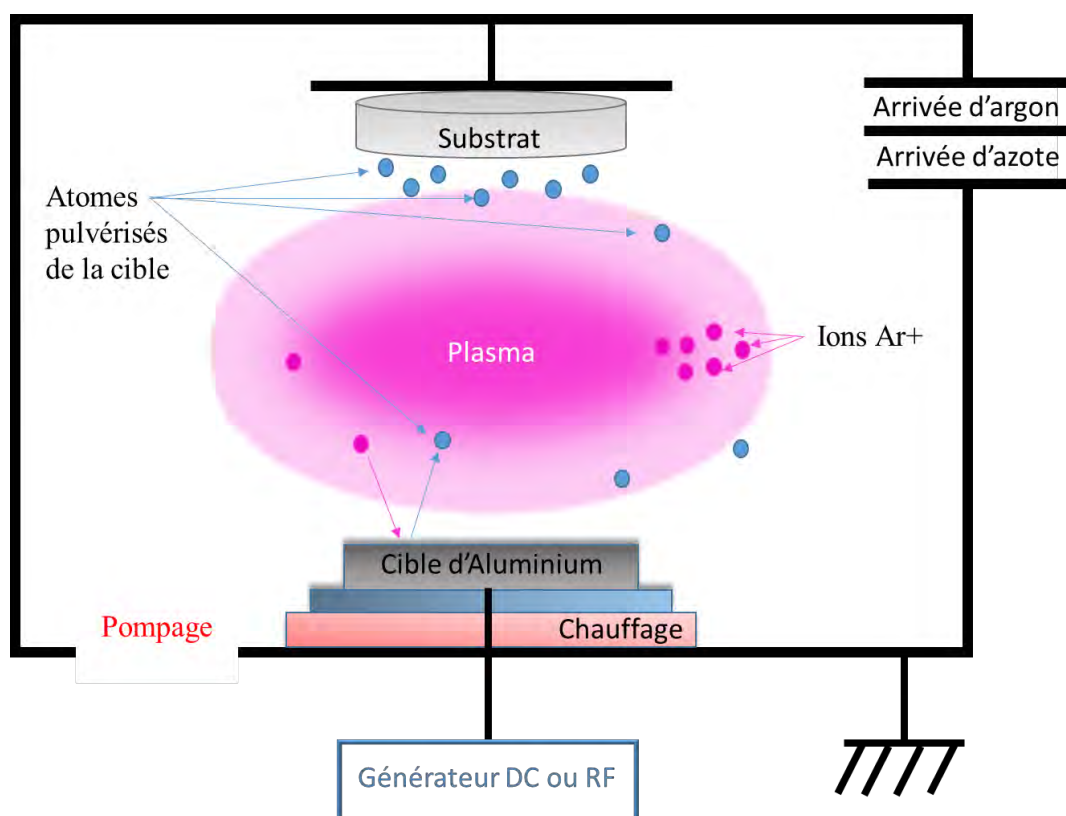 Arrivée d'argon
Arrivée d'azote
Substrat
Atomes
pulvérisés
de la cible
Plasma
Ions Ar+
Cible d'Aluminium
Chauffage
Pompage
Générateur DC ou RF